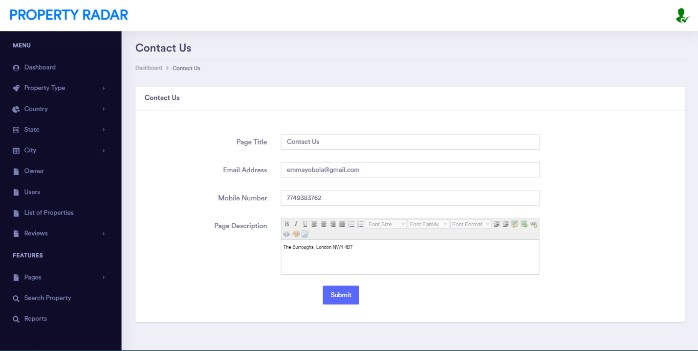 PROPERTY RADAR
MENU
Dashboard
Property Type
Country
State
City
Owner
Users
List of Properties
Reviews
FEATURES
Pages
Search Property
Reports
Contact Us
Dashboard > Contact Us
Contact Us
Page Title Contact Us
Email Address emmayobola@gmail.com
Mobile Number 7749383762
Page Description
B I U Font Size Font Family Font Format
The Burroughs, London NW4 4BT
Submit